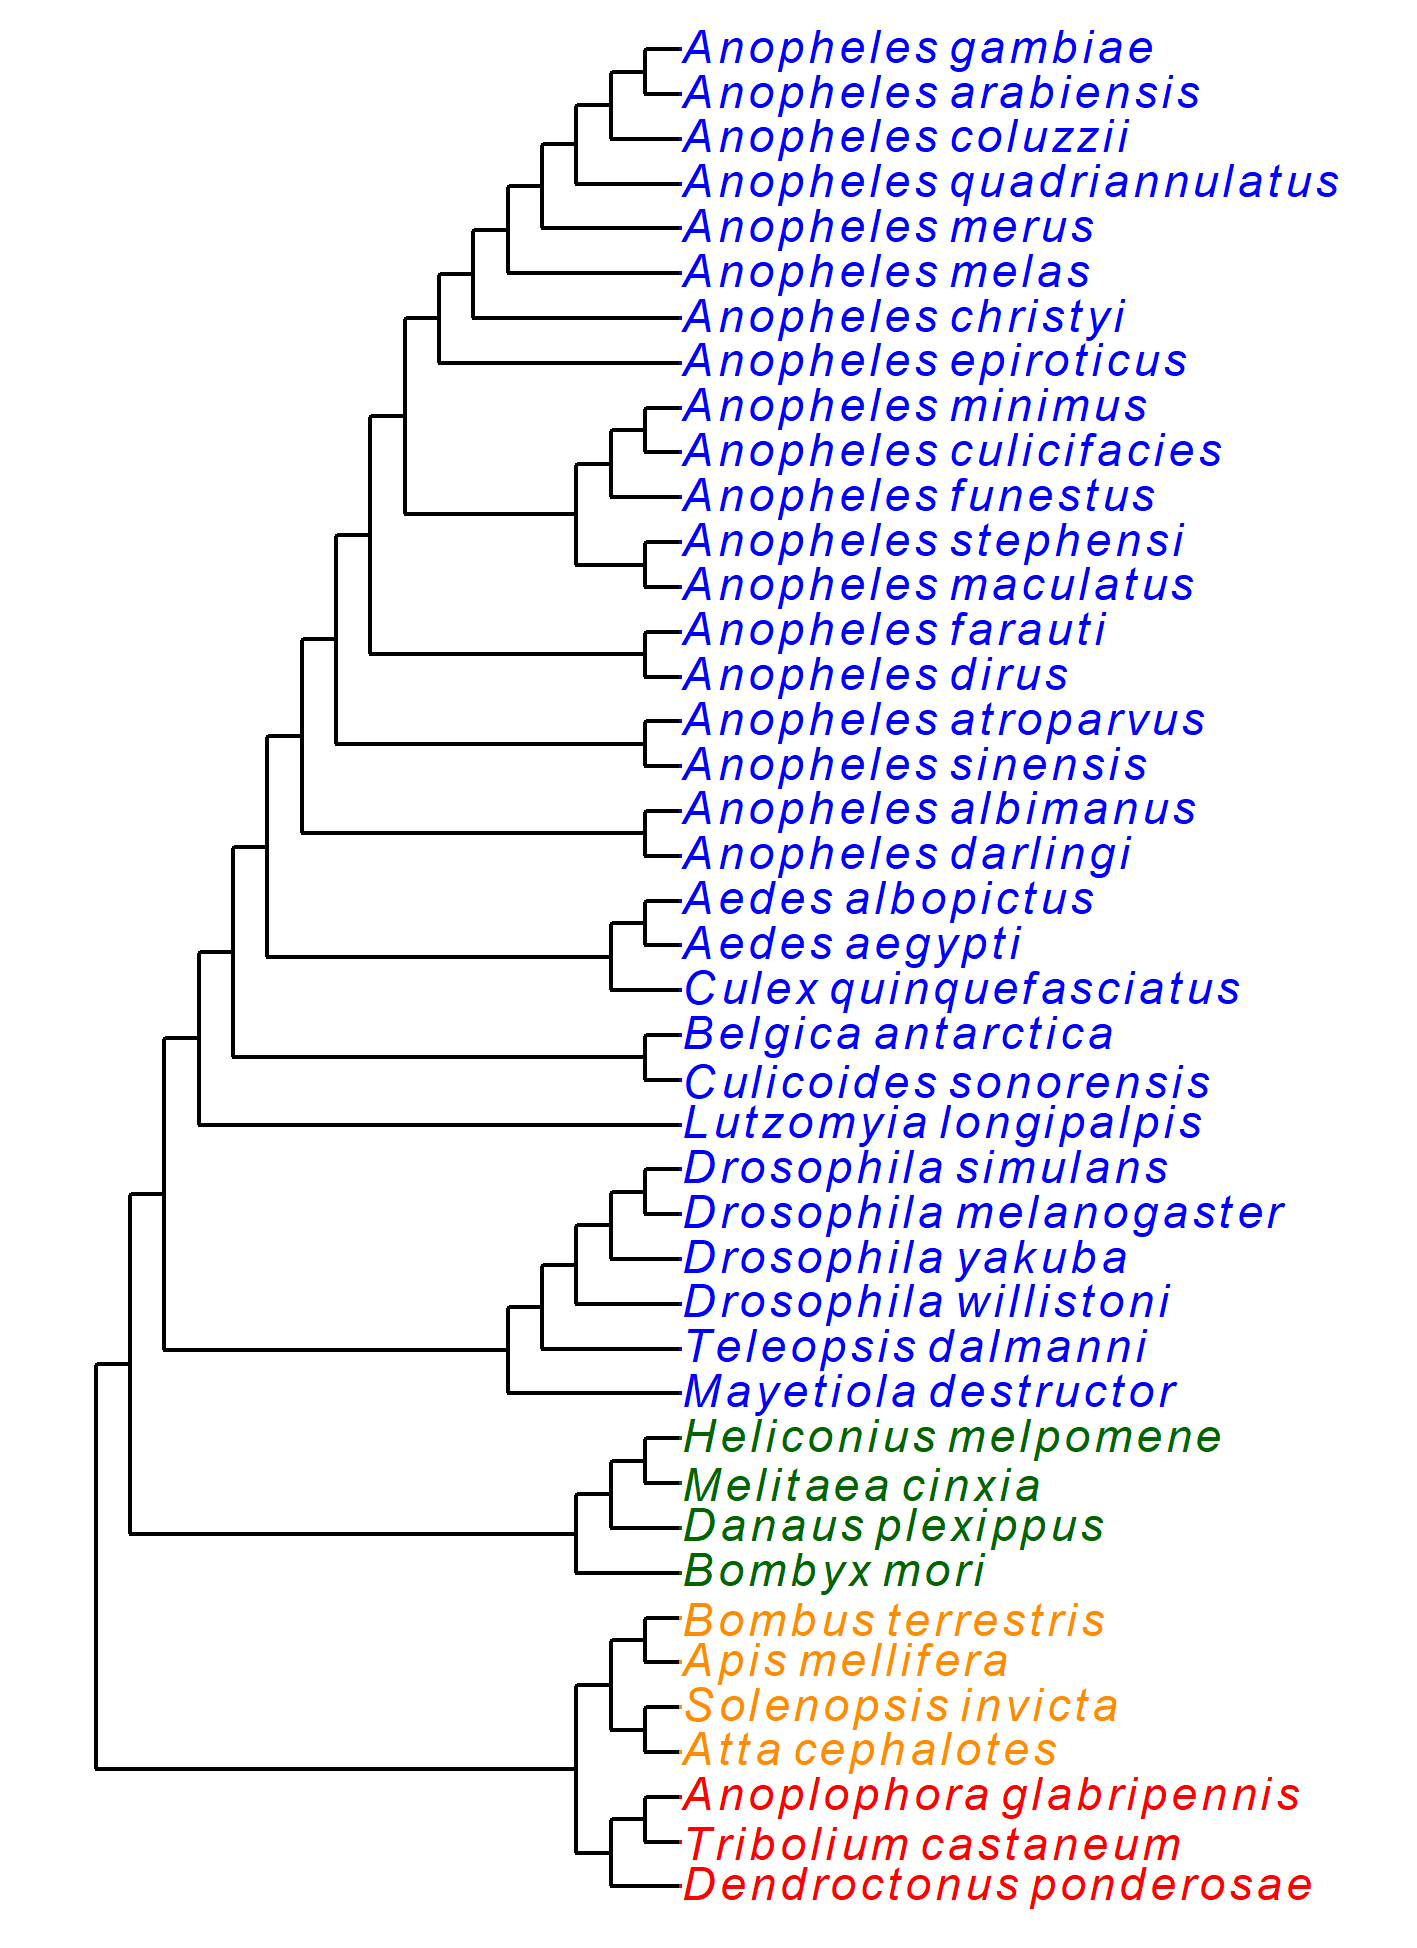 Anopheles gambiae
Anopheles arabiensis
Anopheles coluzzii
Anopheles quadriannulatus
Anopheles merus
Anopheles melas
Anopheles christyi
Anopheles epiroticus
Anopheles minimus
Anopheles culicifacies
Anopheles funestus
Anopheles stephensi
Anopheles maculatus
Anopheles farauti
Anopheles dirus
Anopheles atroparvus
Anopheles sinensis
Anopheles albimanus
Anopheles darlingi
Aedes albopictus
Aedes aegypti
Culex quinquefasciatus
Belgica antarctica
Culicoides sonorensis
Lutzomyia longipalpis
Drosophila simulans
Drosophila melanogaster
Drosophila yakuba
Drosophila willistoni
Teleopsis dalmanni
Mayetiola destructor
Heliconius melpomene
Melitaea cinxia
Danaus plexippus
Bombyx mori
Bombus terrestris
Apis mellifera
Solenopsis invicta
Atta cephalotes
Anoplophora glabripennis
Tribolium castaneum
Dendroctonus ponderosae